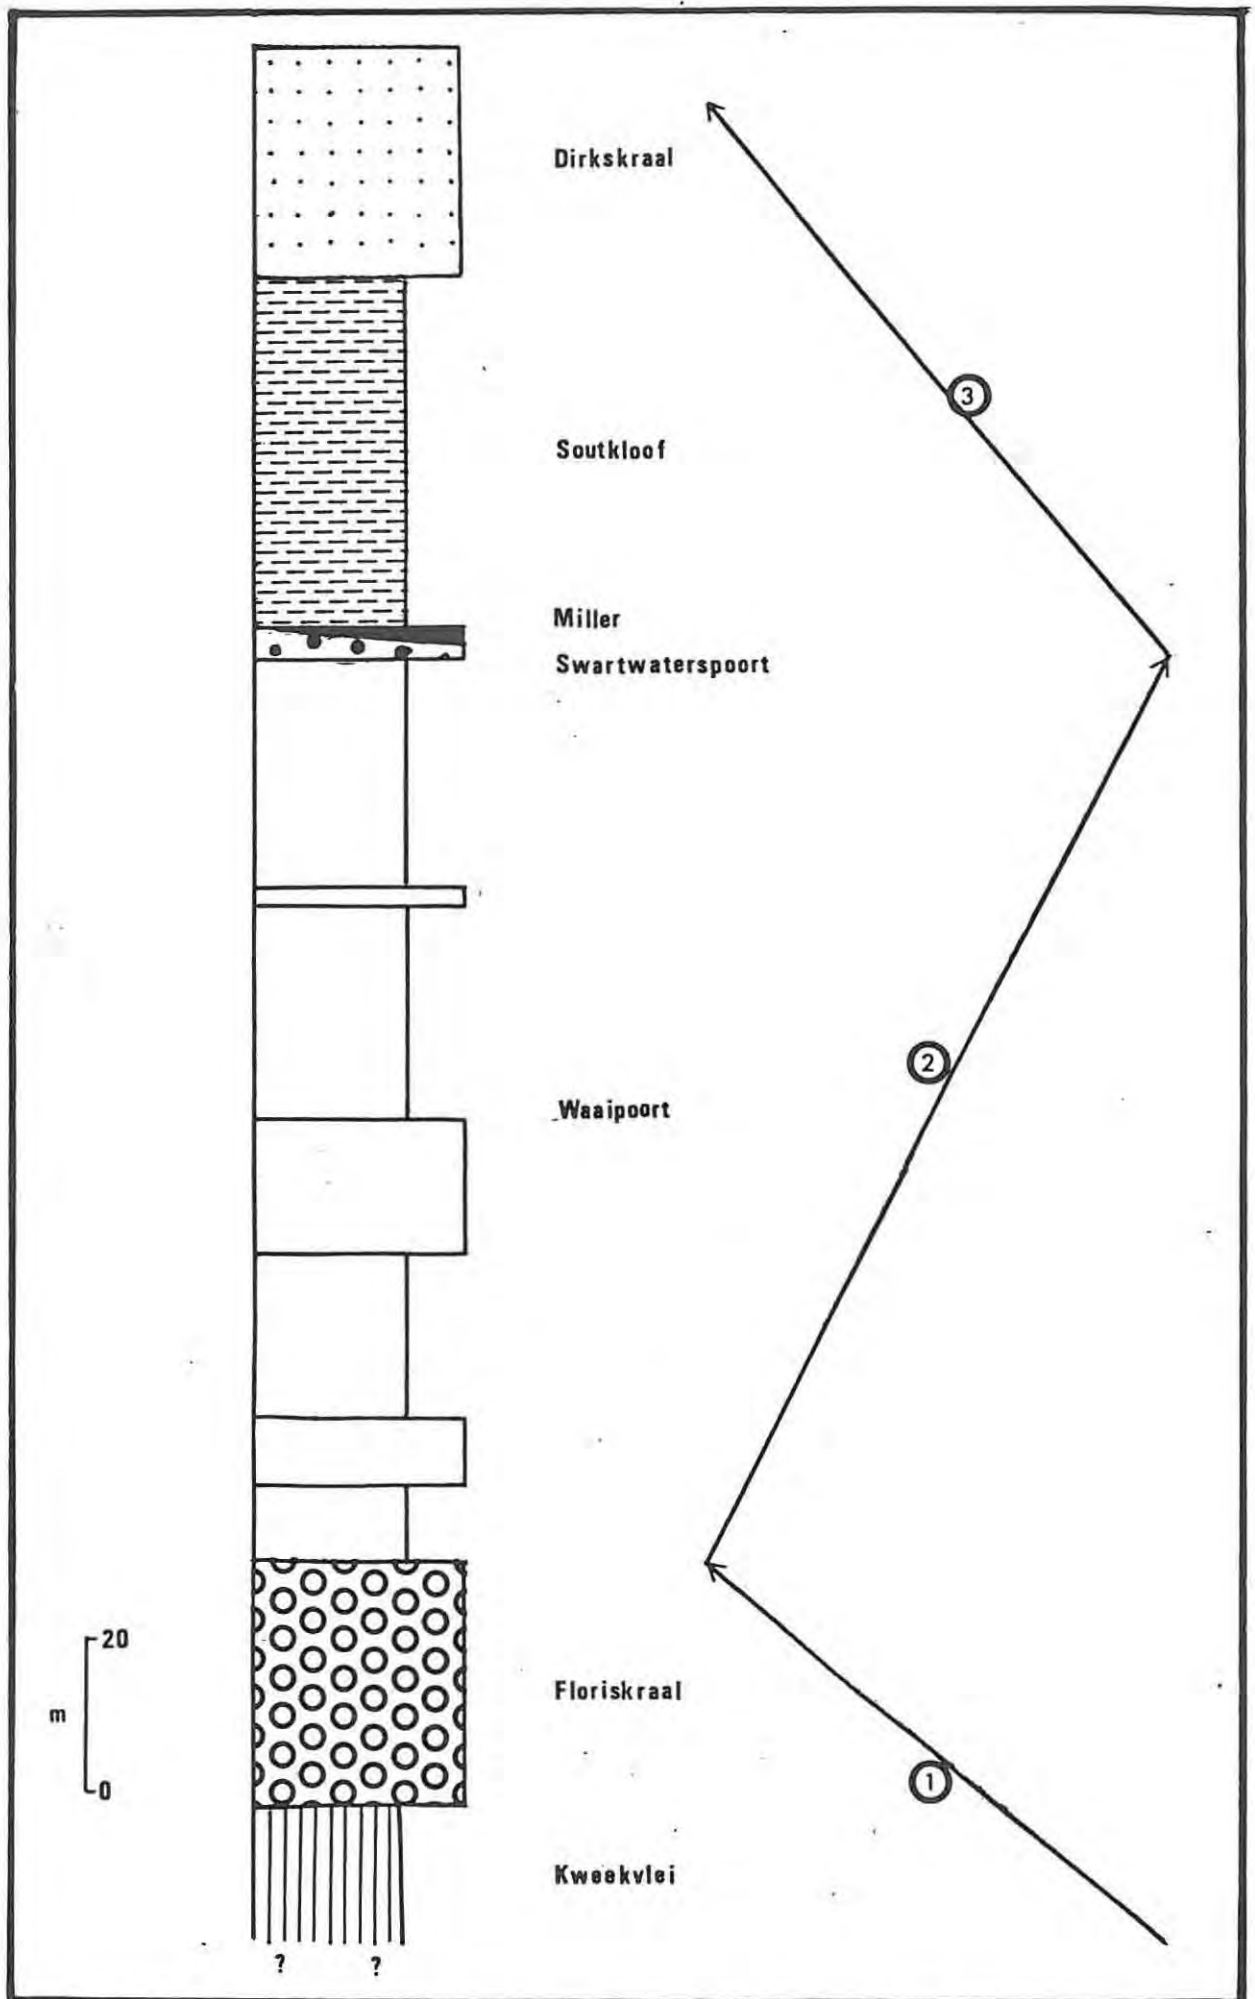 Dirkskraal
3
Soutkloof
Miller
Swartwaterspoort
2
Waaipoort
20
m
Floriskraal
0
1
Kweekvlei
? ?